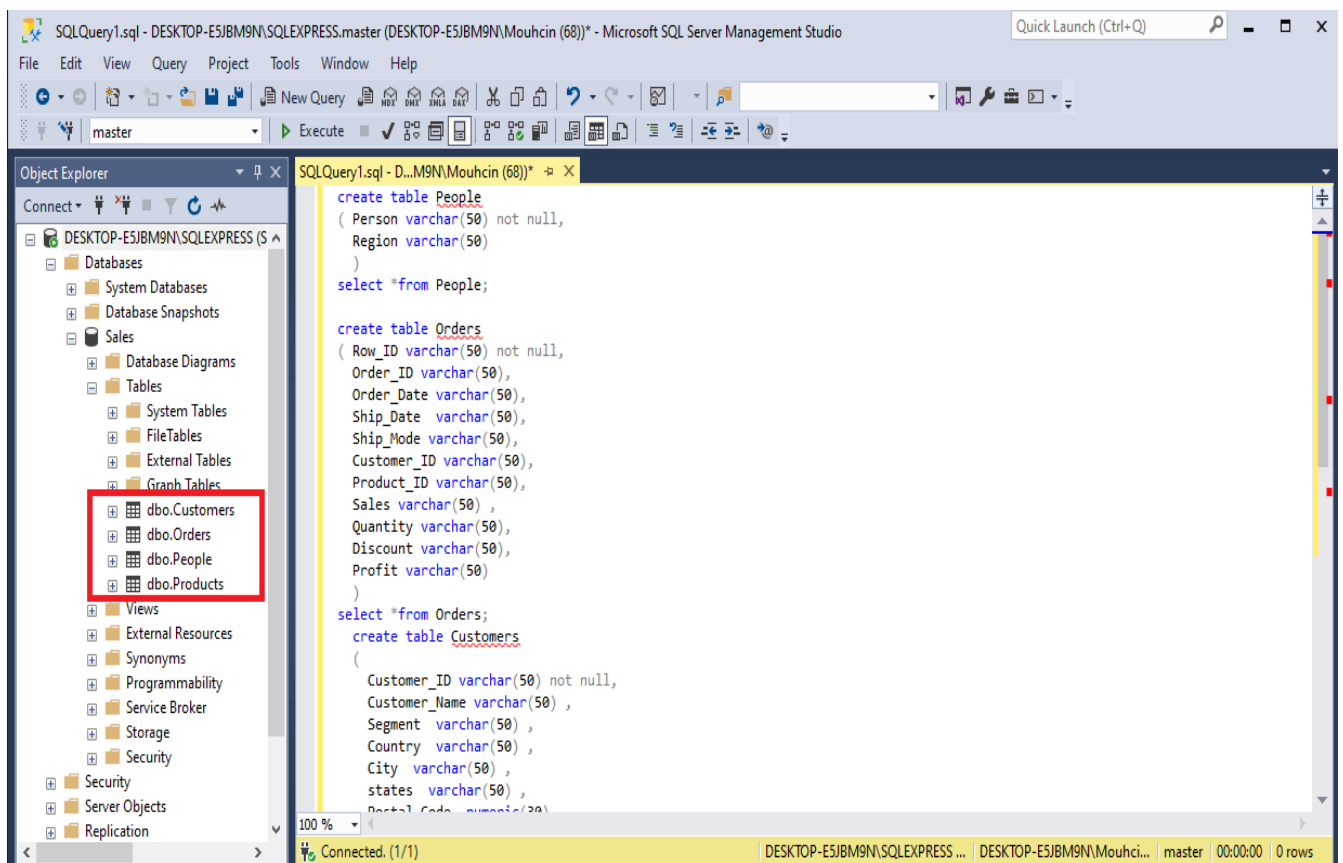 SQLQuery1.sql - DESKTOP-E5JBM9N\SQLEXPRESS.master (DESKTOP-E5JBM9N\Mouhcin (68))* - Microsoft SQL Server Management Studio
Quick Launch (Ctrl+Q)
File Edit View Query Project Tools Window Help
New Query MDX DMX XMLA DAX
master Execute
Object Explorer
Connect
DESKTOP-E5JBM9N\SQLEXPRESS (S
Databases
System Databases
Database Snapshots
Sales
Database Diagrams
Tables
System Tables
FileTables
External Tables
Graph Tables
dbo.Customers
dbo.Orders
dbo.People
dbo.Products
Views
External Resources
Synonyms
Programmability
Service Broker
Storage
Security
Security
Server Objects
Replication
SQLQuery1.sql - D...M9N\Mouhcin (68))*
create table People
( Person varchar(50) not null,
Region varchar(50)
)
select *from People;
create table Orders
( Row_ID varchar(50) not null,
Order_ID varchar(50),
Order_Date varchar(50),
Ship_Date varchar(50),
Ship_Mode varchar(50),
Customer_ID varchar(50),
Product_ID varchar(50),
Sales varchar(50) ,
Quantity varchar(50),
Discount varchar(50),
Profit varchar(50)
)
select *from Orders;
create table Customers
(
Customer_ID varchar(50) not null,
Customer_Name varchar(50) ,
Segment varchar(50) ,
Country varchar(50) ,
City varchar(50) ,
states varchar(50) ,
Postal_Code numeric(30)
100 %
Connected. (1/1)
DESKTOP-E5JBM9N\SQLEXPRESS ... DESKTOP-E5JBM9N\Mouhci... master 00:00:00 0 rows